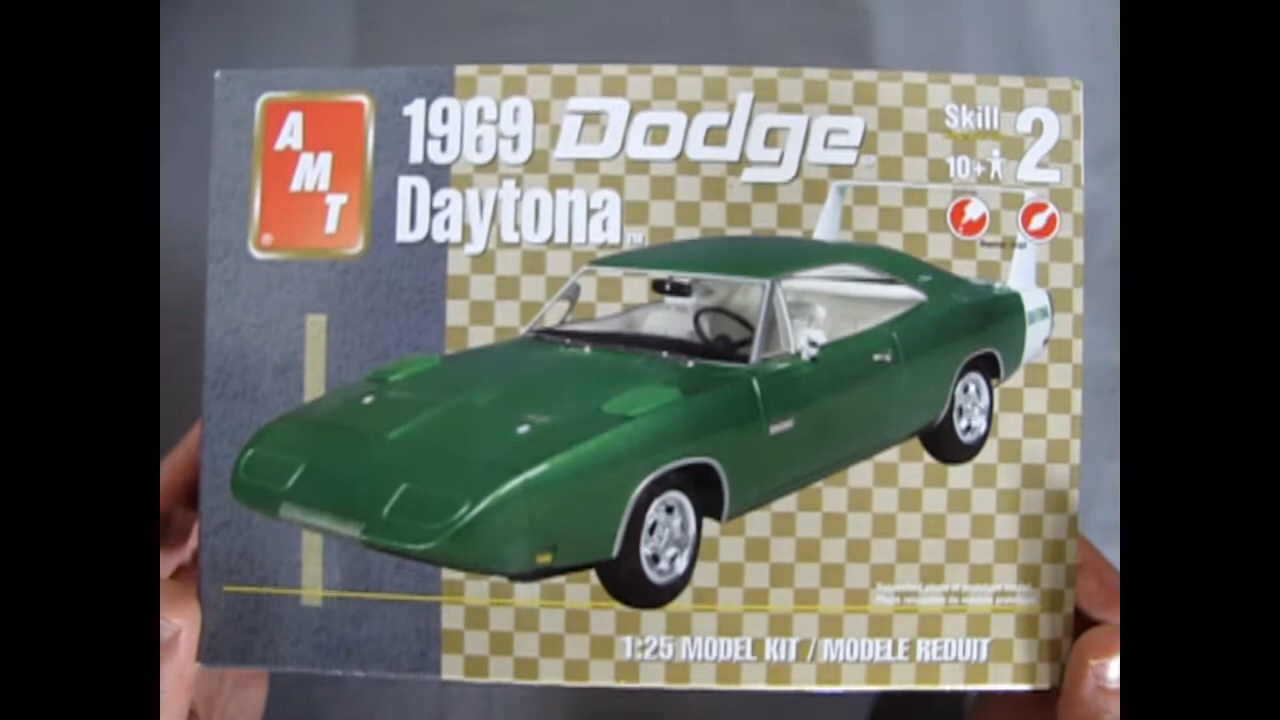 AMT
1969 Dodge
Daytona
Skill 2
10+
1:25 MODEL KIT / MODELE REDUIT